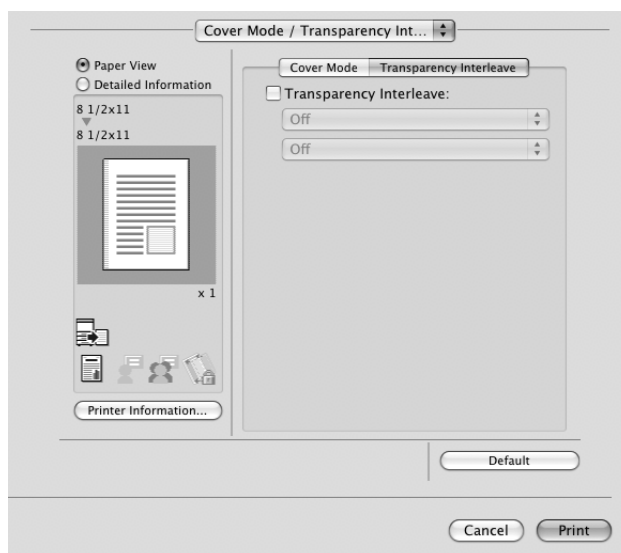 Cover Mode / Transparency Int...
Paper View
Detailed Information
8 1/2x11
8 1/2x11
x 1
Printer Information...
Cover Mode
Transparency Interleave
Transparency Interleave:
Off
Off
Default
Cancel
Print